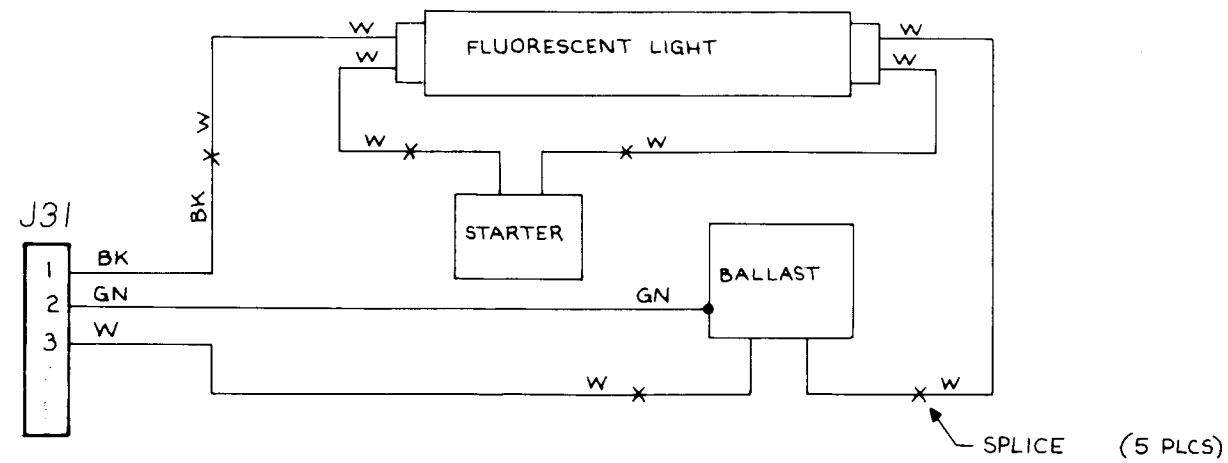 W
W
FLUORESCENT LIGHT
W
W
W
W
W
BK
STARTER
J31
1 BK
2 GN
3 W
GN
BALLAST
W
W
SPLICE (5 PLCS)